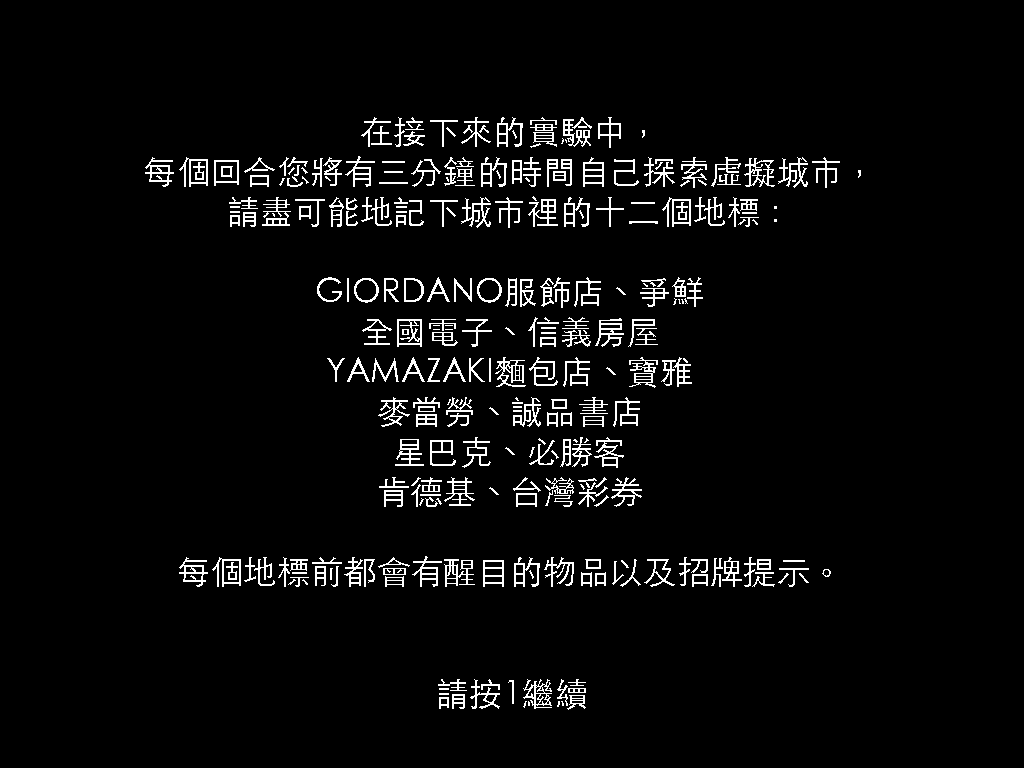 在接下來的實驗中，
每個回合您將有三分鐘的時間自己探索虛擬城市，
請盡可能地記下城市裡的十二個地標：
GIORDANO服飾店、爭鮮
全國電子、信義房屋
YAMAZAKI麵包店、寶雅
麥當勞、誠品書店
星巴克、必勝客
肯德基、台灣彩券
每個地標前都會有醒目的物品以及招牌提示。
請按1繼續